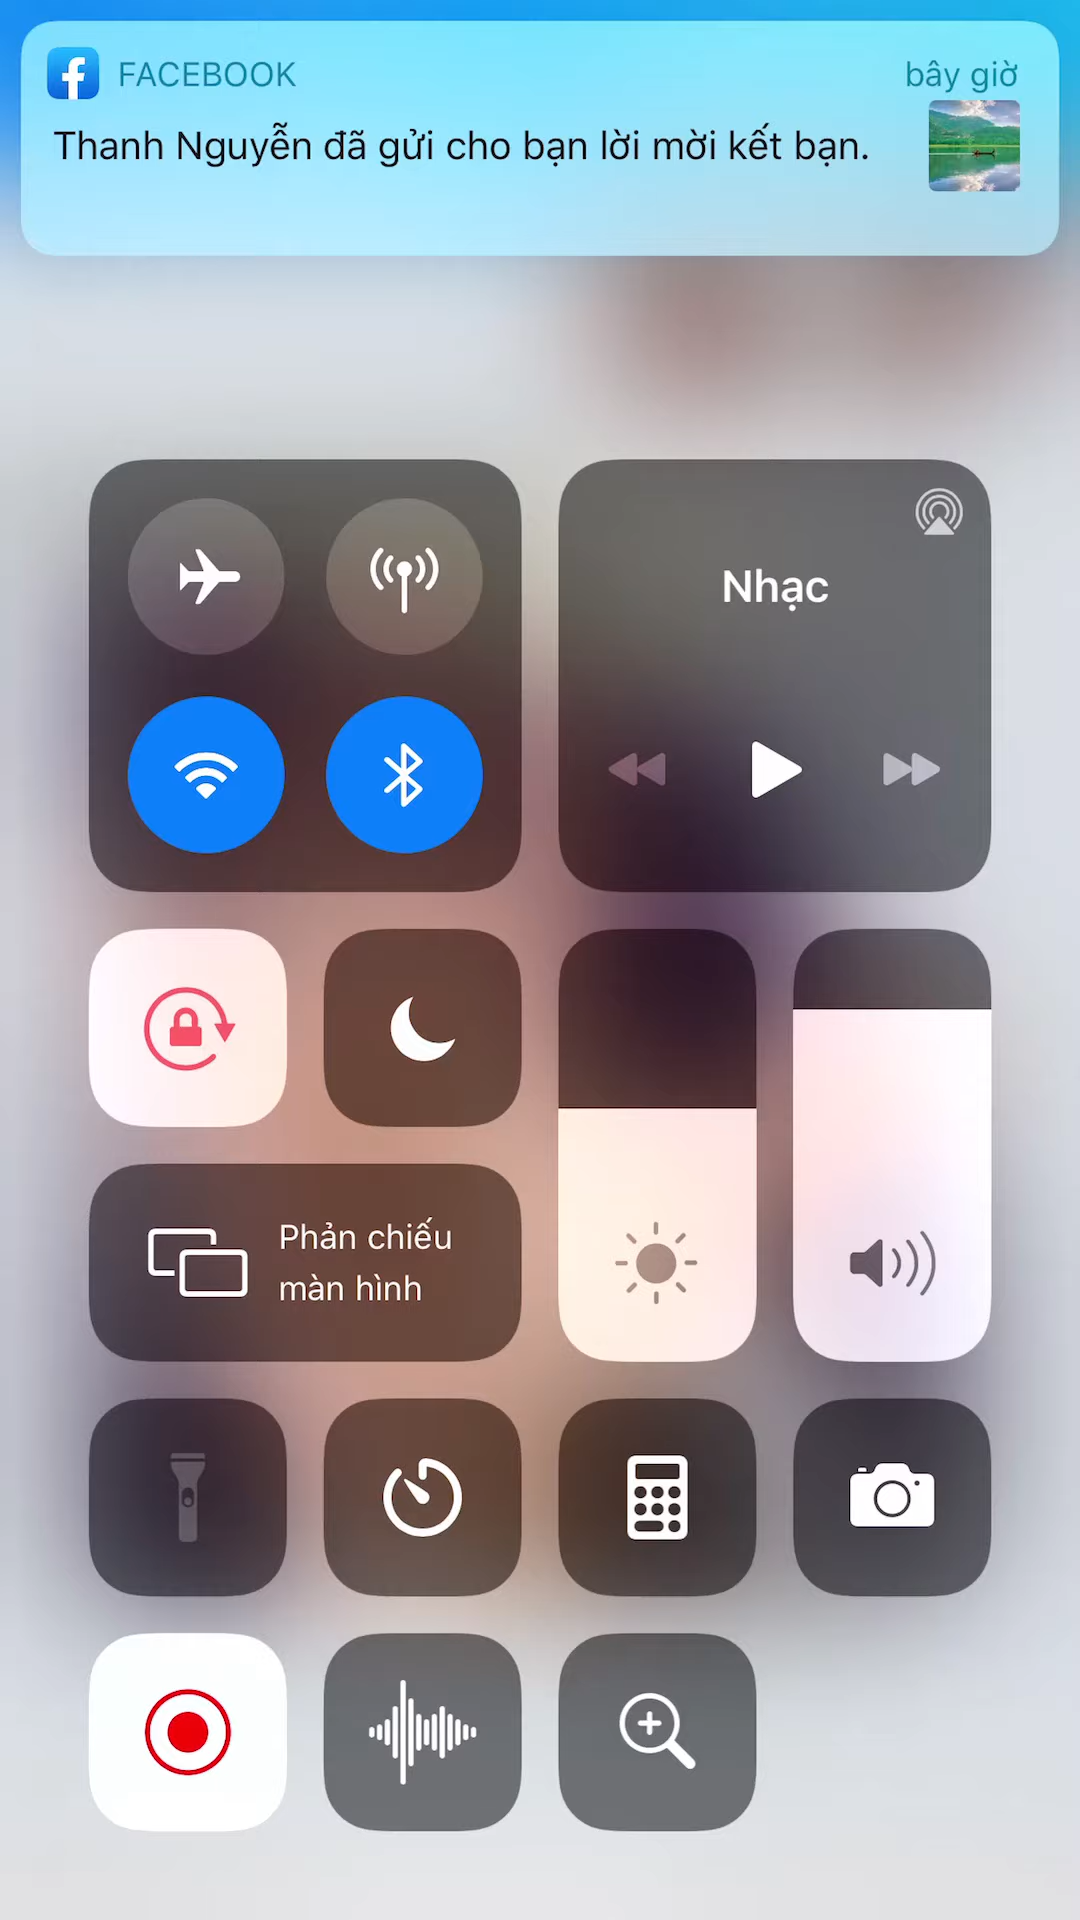 FACEBOOK
bây giờ
Thanh Nguyễn đã gửi cho bạn lời mời kết bạn.
Nhạc
Phản chiếu
màn hình